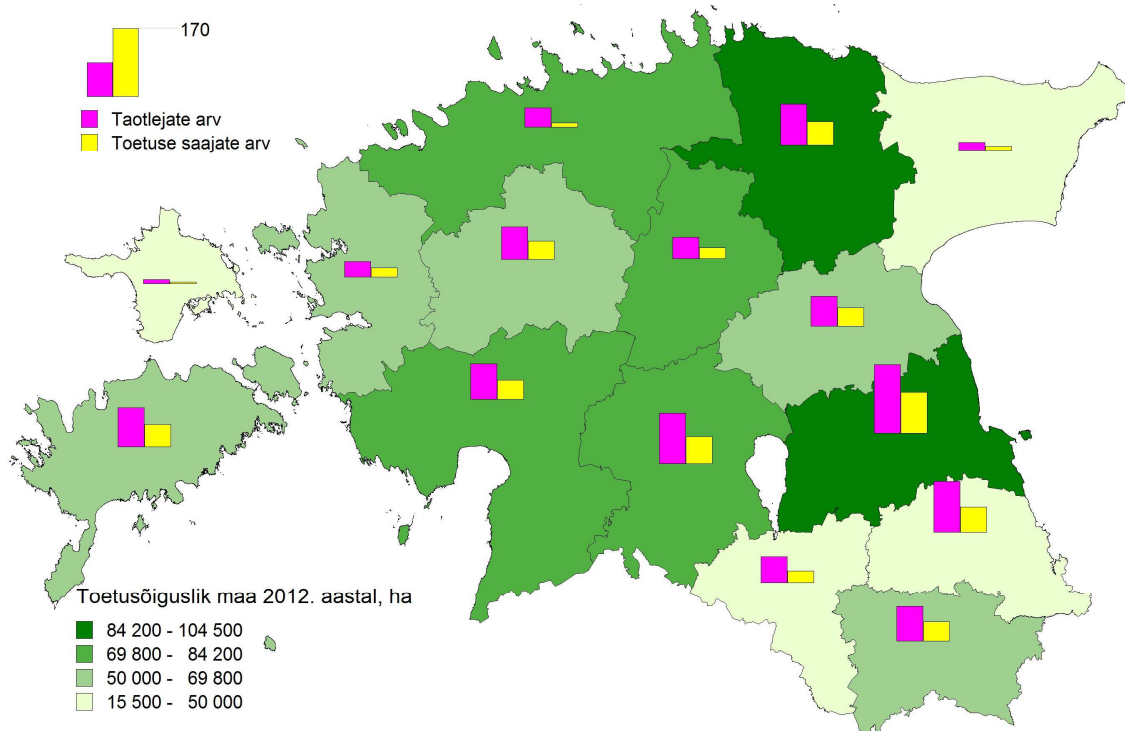 170
Taotlejate arv
Toetuse saajate arv
Toetusõiguslik maa 2012. aastal, ha
84 200 - 104 500
69 800 - 84 200
50 000 - 69 800
15 500 - 50 000